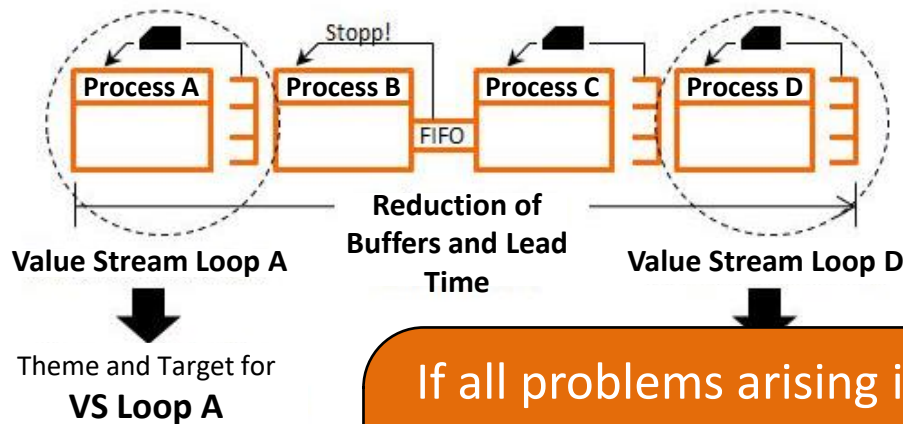 Stopp!
Process A
Process B
Process C
Process D
FIFO
Reduction of
Buffers and Lead
Time
Value Stream Loop A
Value Stream Loop D
Theme and Target for
VS Loop A
If all problems arising i